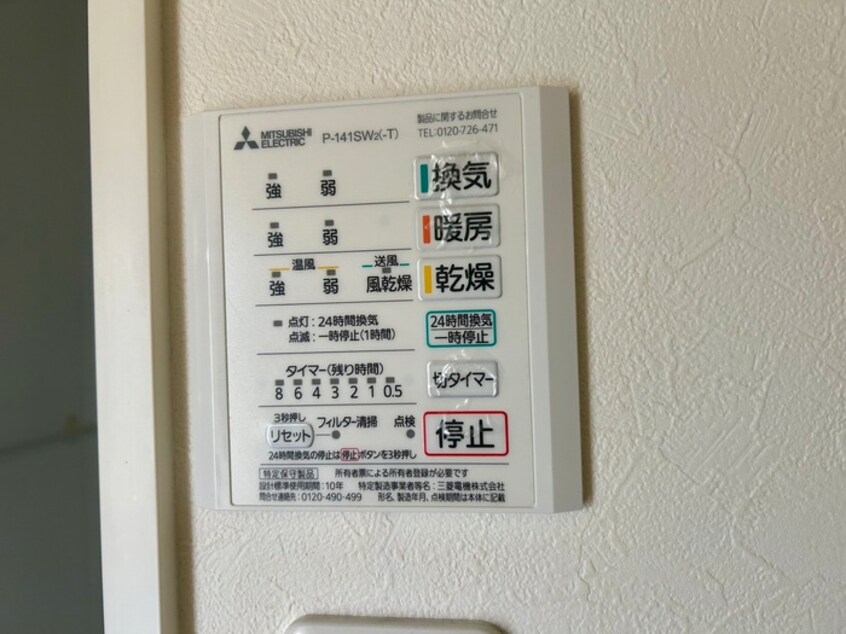 MITSUBISHI ELECTRIC P-141SW2(-T) 製品に関するお問合せ
TEL:0120-726-471
強 弱 換気
強 弱 暖房
温風 送風
強 弱 風乾燥 乾燥
点灯:24時間換気
点滅:一時停止(1時間)
24時間換気
一時停止
タイマー(残り時間)
8 6 4 3 2 1 0.5
切タイマー
3秒押し
リセット フィルター清掃 点検 停止
24時間換気の停止は停止ボタンを3秒押し
特定保守製品 所有者票による所有者登録が必要です
設計標準使用期間:10年 特定製造事業者等名:三菱電機株式会社
問合せ連絡先:0120-490-499 形名、製造年月、点検期間は本体に記載